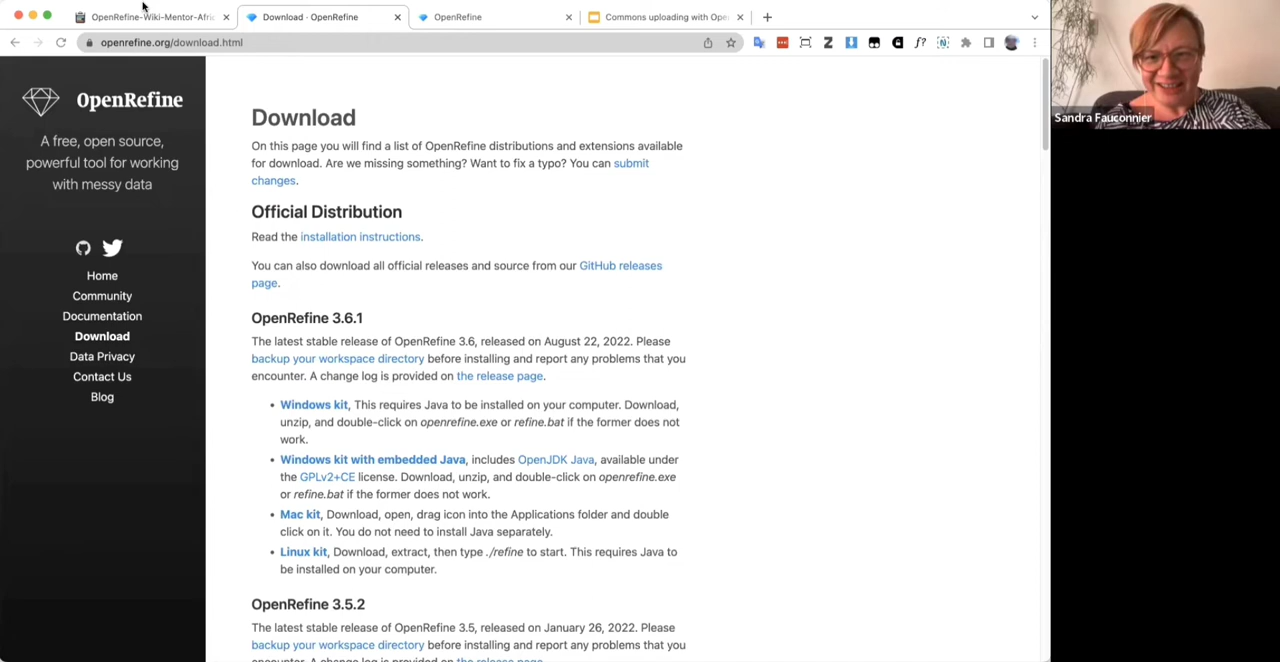 OpenRefine-Wiki-Mentor-Afri
Download · OpenRefine
OpenRefine
Commons uploading with Ope
openrefine.org/download.html
OpenRefine
A free, open source,
powerful tool for working
with messy data
Home
Community
Documentation
Download
Data Privacy
Contact Us
Blog
Download
On this page you will find a list of OpenRefine distributions and extensions available
for download. Are we missing something? Want to fix a typo? You can submit
changes.
Official Distribution
Read the installation instructions.
You can also download all official releases and source from our GitHub releases
page.
OpenRefine 3.6.1
The latest stable release of OpenRefine 3.6, released on August 22, 2022. Please
backup your workspace directory before installing and report any problems that you
encounter. A change log is provided on the release page.
• Windows kit, This requires Java to be installed on your computer. Download,
unzip, and double-click on openrefine.exe or refine.bat if the former does not
work.
• Windows kit with embedded Java, includes OpenJDK Java, available under
the GPLv2+CE license. Download, unzip, and double-click on openrefine.exe
or refine.bat if the former does not work.
• Mac kit, Download, open, drag icon into the Applications folder and double
click on it. You do not need to install Java separately.
• Linux kit, Download, extract, then type ./refine to start. This requires Java to
be installed on your computer.
OpenRefine 3.5.2
The latest stable release of OpenRefine 3.5, released on January 26, 2022. Please
backup your workspace directory before installing and report any problems that you
encounter. A change log is provided on the release page.
Sandra Fauconnier